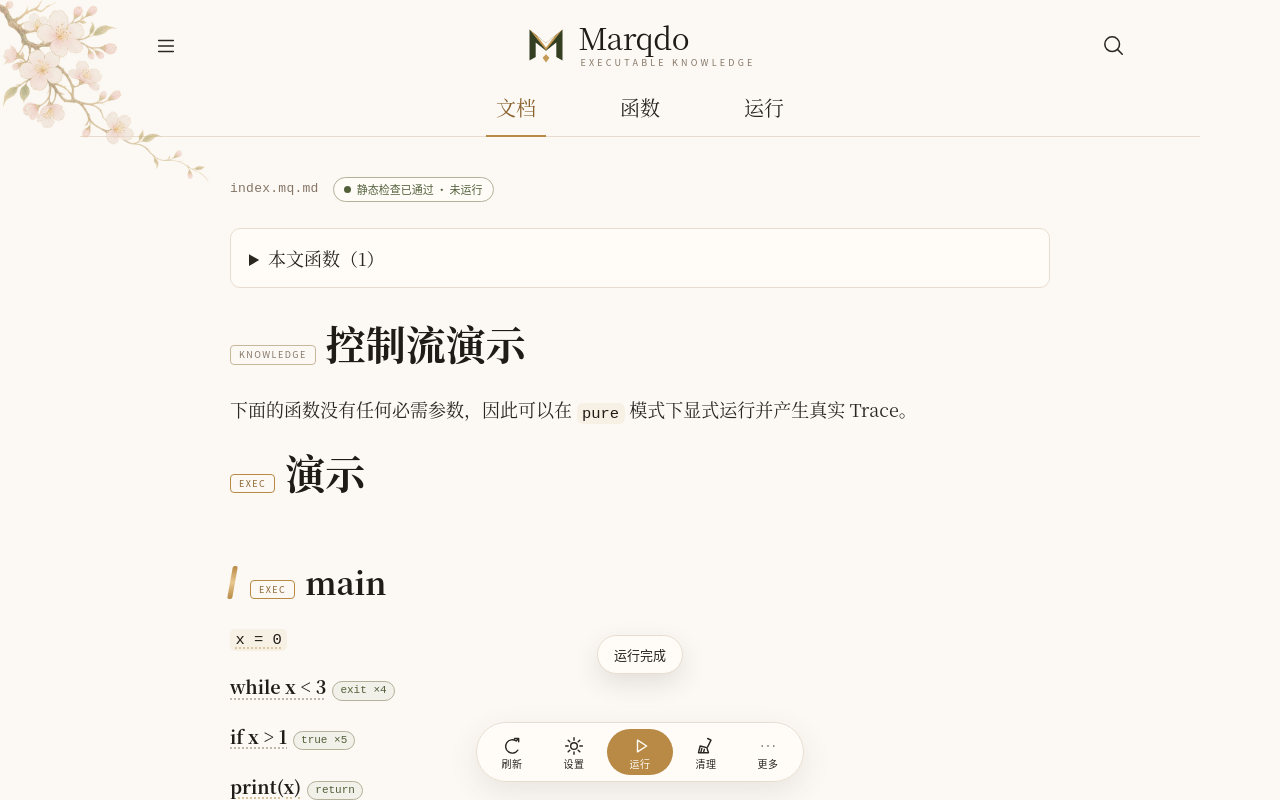 Marqdo
EXECUTABLE KNOWLEDGE
文档 函数 运行
index.mq.md 静态检查已通过 · 未运行
▶ 本文函数（1）
KNOWLEDGE 控制流演示
下面的函数没有任何必需参数，因此可以在 pure 模式下显式运行并产生真实 Trace。
EXEC 演示
EXEC main
x = 0
运行完成
while x < 3 exit ×4
if x > 1 true ×5
print(x) return
刷新 设置 运行 清理 更多